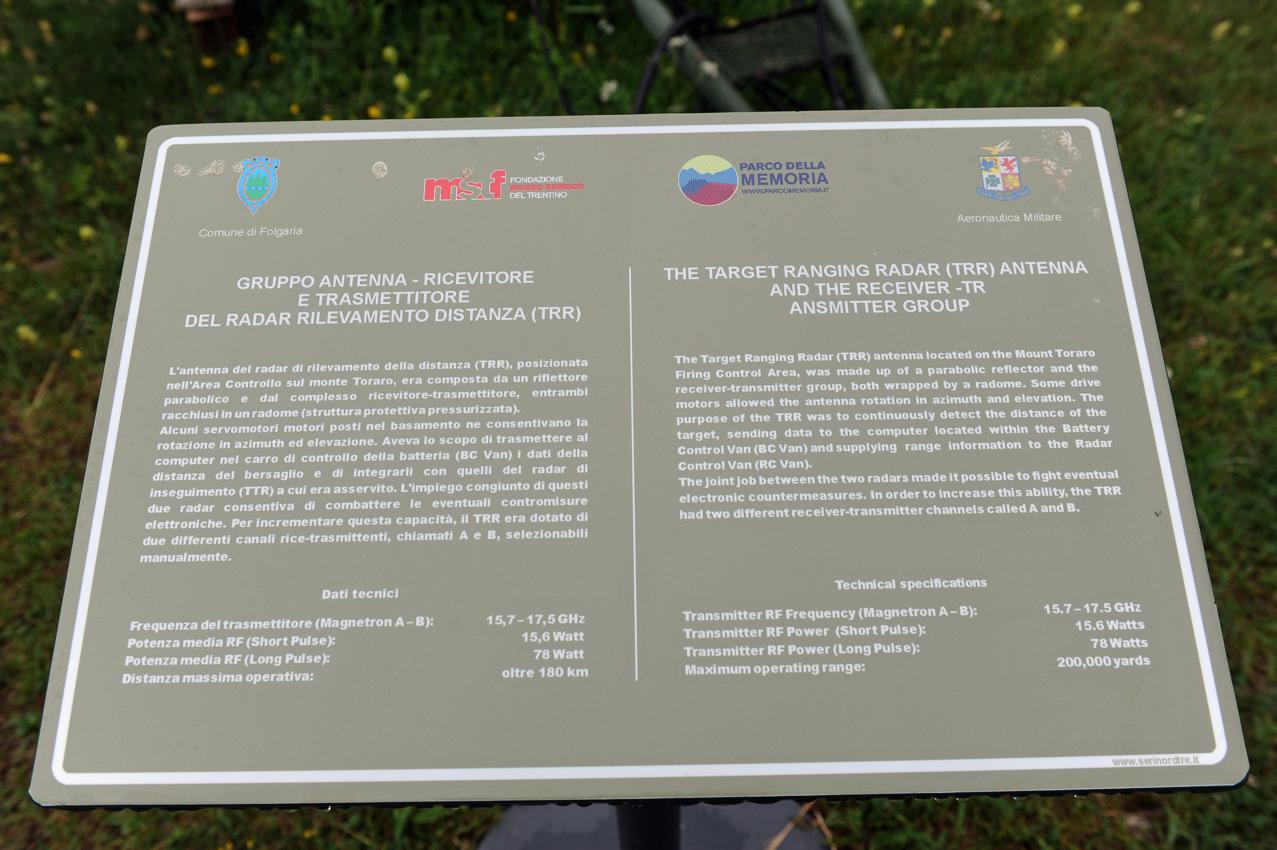 Comune di Folgaria
msf FONDAZIONE
MUSEO STORICO
DEL TRENTINO
PARCO DELLA
MEMORIA
WWW.PARCOMEMORIA.IT
Aeronautica Militare
GRUPPO ANTENNA - RICEVITORE
E TRASMETTITORE
DEL RADAR RILEVAMENTO DISTANZA (TRR)
L'antenna del radar di rilevamento della distanza (TRR), posizionata
nell'Area Controllo sul monte Toraro, era composta da un riflettore
parabolico e dal complesso ricevitore-trasmettitore, entrambi
racchiusi in un radome (struttura protettiva pressurizzata).
Alcuni servomotori motori posti nel basamento ne consentivano la
rotazione in azimuth ed elevazione. Aveva lo scopo di trasmettere al
computer nel carro di controllo della batteria (BC Van) i dati della
distanza del bersaglio e di integrarli con quelli del radar di
inseguimento (TTR) a cui era asservito. L'impiego congiunto di questi
due radar consentiva di combattere le eventuali contromisure
elettroniche. Per incrementare questa capacità, il TRR era dotato di
due differenti canali rice-trasmittenti, chiamati A e B, selezionabili
manualmente.
Dati tecnici
Frequenza del trasmettitore (Magnetron A – B): 15,7 – 17,5 GHz
Potenza media RF (Short Pulse): 15,6 Watt
Potenza media RF (Long Pulse): 78 Watt
Distanza massima operativa: oltre 180 km
THE TARGET RANGING RADAR (TRR) ANTENNA
AND THE RECEIVER -TR
ANSMITTER GROUP
The Target Ranging Radar (TRR) antenna located on the Mount Toraro
Firing Control Area, was made up of a parabolic reflector and the
receiver-transmitter group, both wrapped by a radome. Some drive
motors allowed the antenna rotation in azimuth and elevation. The
purpose of the TRR was to continuously detect the distance of the
target, sending data to the computer located within the Battery
Control Van (BC Van) and supplying range information to the Radar
Control Van (RC Van).
The joint job between the two radars made it possible to fight eventual
electronic countermeasures. In order to increase this ability, the TRR
had two different receiver-transmitter channels called A and B.
Technical specifications
Transmitter RF Frequency (Magnetron A – B): 15.7 – 17.5 GHz
Transmitter RF Power (Short Pulse): 15.6 Watts
Transmitter RF Power (Long Pulse): 78 Watts
Maximum operating range: 200,000 yards
www.serinordtre.it